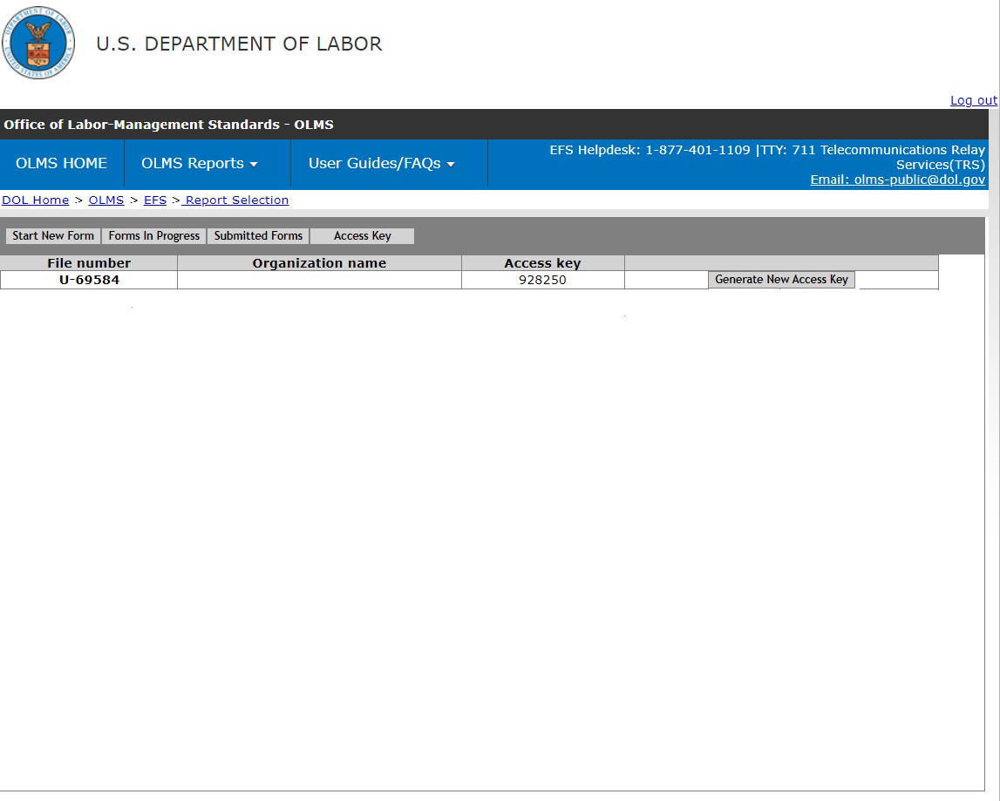 DEPARTMENT OF LABOR
UNITED STATES OF AMERICA
U.S. DEPARTMENT OF LABOR
Log out
Office of Labor-Management Standards - OLMS
OLMS HOME
OLMS Reports
User Guides/FAQs
EFS Helpdesk: 1-877-401-1109 |TTY: 711 Telecommunications Relay
Services(TRS)
Email: olms-public@dol.gov
DOL Home > OLMS > EFS > Report Selection
Start New Form Forms In Progress Submitted Forms Access Key
File number Organization name Access key
U-69584 928250 Generate New Access Key